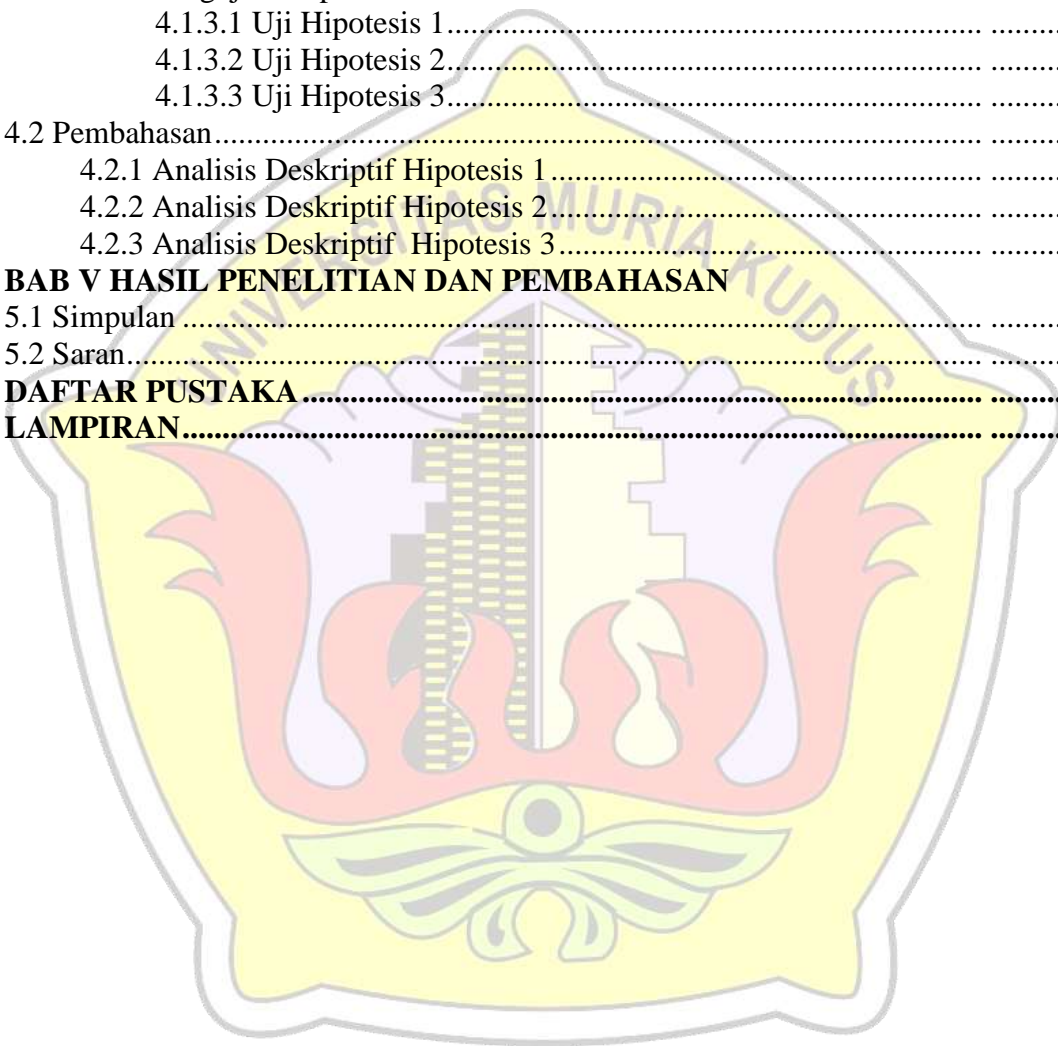 4.1.3.1 Uji Hipotesis 1.................................................................. .........
4.1.3.2 Uji Hipotesis 2.................................................................. .........
4.1.3.3 Uji Hipotesis 3.................................................................. .........
4.2 Pembahasan............................................................................................... .........
4.2.1 Analisis Deskriptif Hipotesis 1..................................................... .........
4.2.2 Analisis Deskriptif Hipotesis 2..................................................... .........
4.2.3 Analisis Deskriptif  Hipotesis 3.................................................... .........
BAB V HASIL PENELITIAN DAN PEMBAHASAN
5.1 Simpulan ................................................................................................... .........
5.2 Saran.......................................................................................................... .........
DAFTAR PUSTAKA .................................................................................... .........
LAMPIRAN................................................................................................... .........
UNIVERSITAS MURIA KUDUS